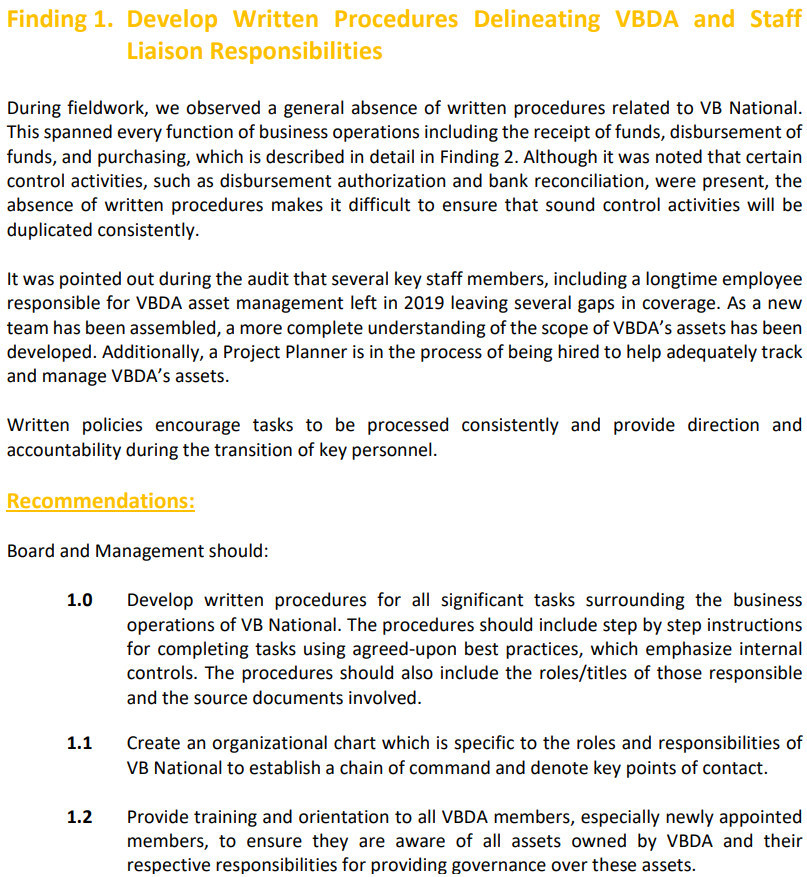 Finding 1. Develop Written Procedures Delineating VBDA and Staff
Liaison Responsibilities
During fieldwork, we observed a general absence of written procedures related to VB National.
This spanned every function of business operations including the receipt of funds, disbursement of
funds, and purchasing, which is described in detail in Finding 2. Although it was noted that certain
control activities, such as disbursement authorization and bank reconciliation, were present, the
absence of written procedures makes it difficult to ensure that sound control activities will be
duplicated consistently.
It was pointed out during the audit that several key staff members, including a longtime employee
responsible for VBDA asset management left in 2019 leaving several gaps in coverage. As a new
team has been assembled, a more complete understanding of the scope of VBDA’s assets has been
developed. Additionally, a Project Planner is in the process of being hired to help adequately track
and manage VBDA’s assets.
Written policies encourage tasks to be processed consistently and provide direction and
accountability during the transition of key personnel.
Recommendations:
Board and Management should:
1.0 Develop written procedures for all significant tasks surrounding the business
operations of VB National. The procedures should include step by step instructions
for completing tasks using agreed-upon best practices, which emphasize internal
controls. The procedures should also include the roles/titles of those responsible
and the source documents involved.
1.1 Create an organizational chart which is specific to the roles and responsibilities of
VB National to establish a chain of command and denote key points of contact.
1.2 Provide training and orientation to all VBDA members, especially newly appointed
members, to ensure they are aware of all assets owned by VBDA and their
respective responsibilities for providing governance over these assets.